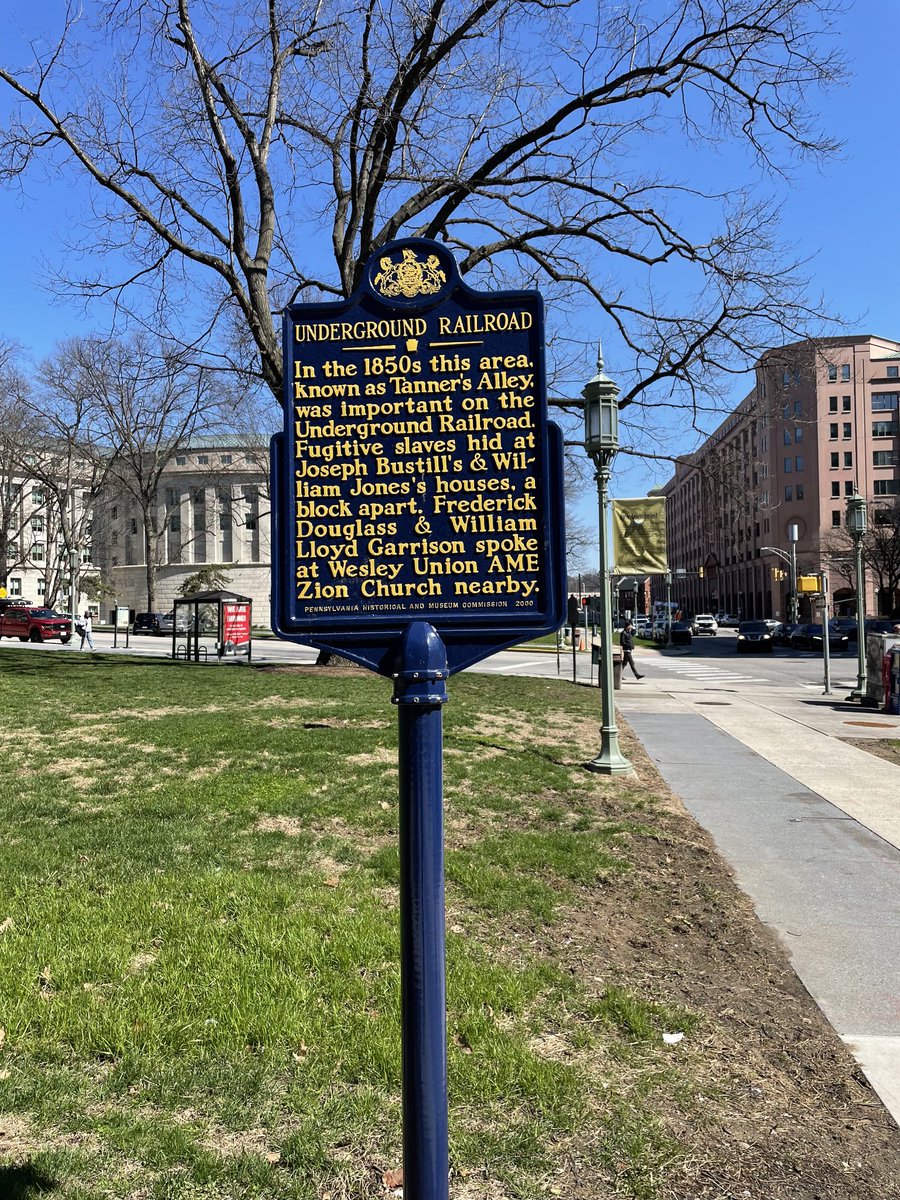 UNDERGROUND RAILROAD
In the 1850s this area,
known as Tanner's Alley,
was important on the
Underground Railroad.
Fugitive slaves hid at
Joseph Bustill's & Wil-
liam Jones's houses, a
block apart. Frederick
Douglass & William
Lloyd Garrison spoke
at Wesley Union AME
Zion Church nearby.
PENNSYLVANIA HISTORICAL AND MUSEUM COMMISSION 2000
WE ARE